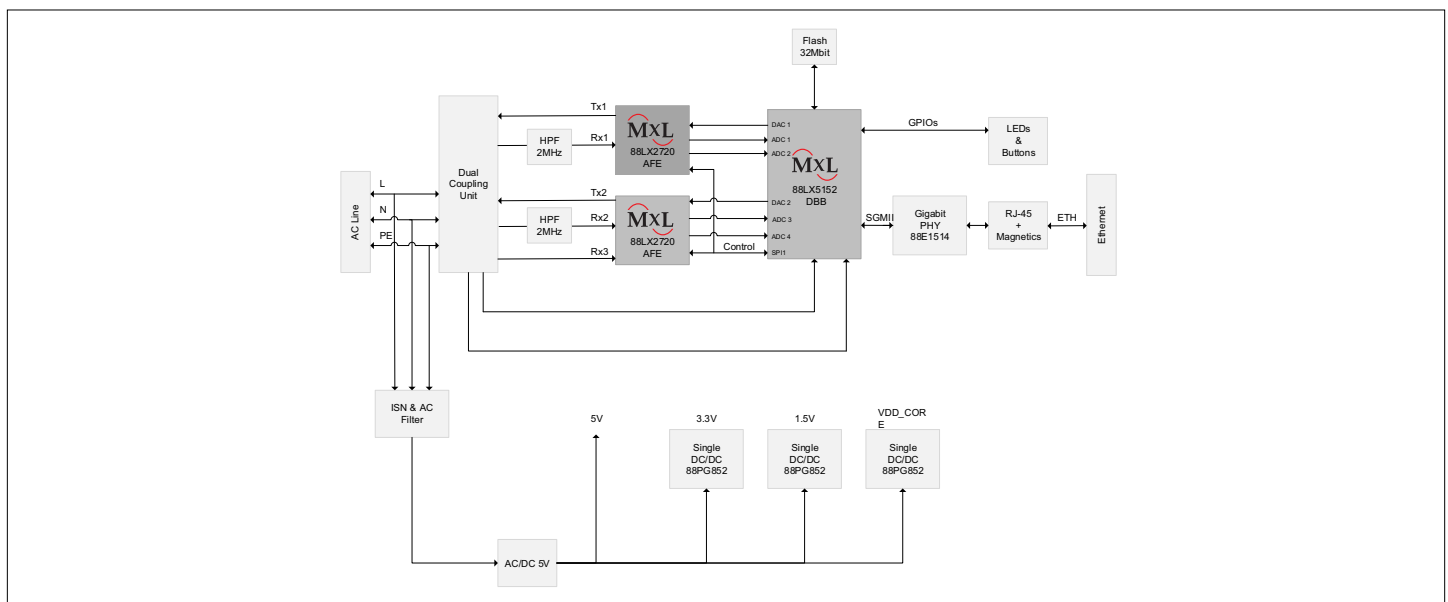 Flash
32Mbit
Tx1
MxL
88LX2720
AFE
HPF
2MHz
Rx1
DAC 1
ADC 1
ADC 2
MxL
88LX5152
DBB
GPIOs
LEDs
&
Buttons
Dual
Coupling
Unit
AC Line
L
N
PE
Tx2
HPF
2MHz
Rx2
Rx3
MxL
88LX2720
AFE
Control
DAC 2
ADC 3
ADC 4
SPI1
SGMII
Gigabit
PHY
88E1514
RJ-45
+
Magnetics
ETH
Ethernet
ISN & AC
Filter
5V
3.3V
Single
DC/DC
88PG852
1.5V
Single
DC/DC
88PG852
VDD_COR
E
Single
DC/DC
88PG852
AC/DC 5V